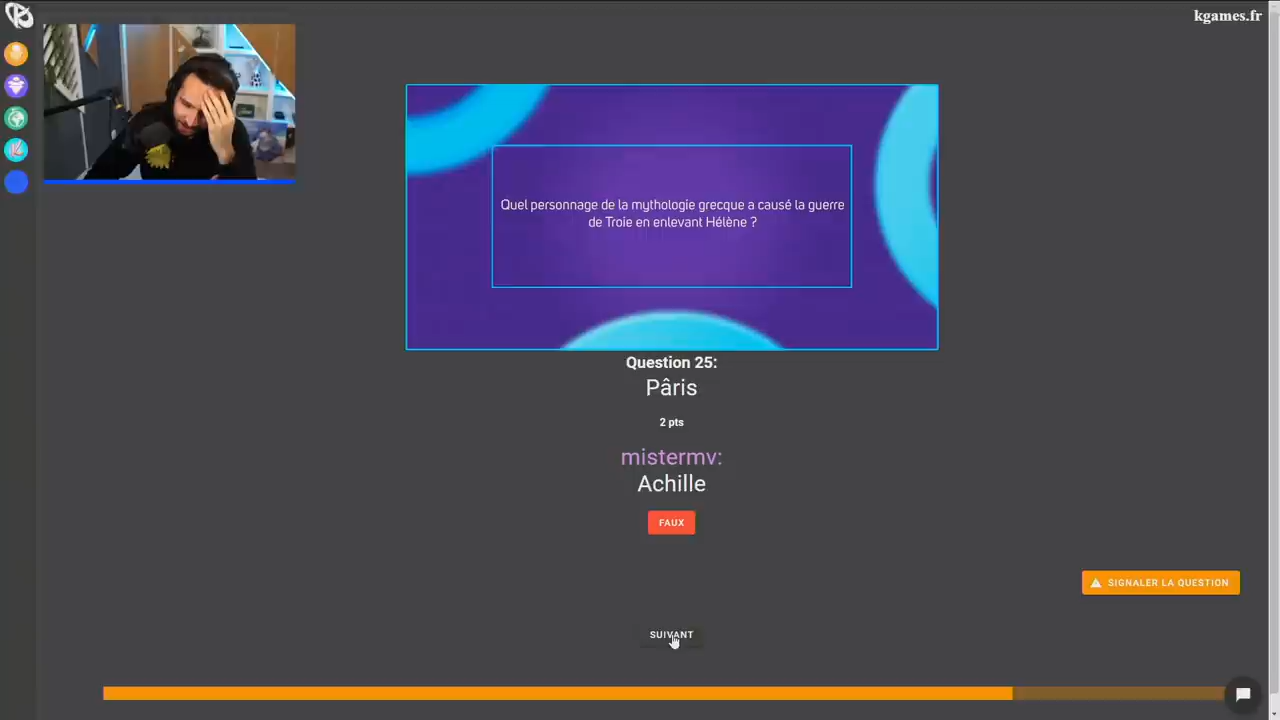 kgames.fr
Quel personnage de la mythologie grecque a causé la guerre
de Troie en enlevant Hélène ?
Question 25:
Pâris
2 pts
mistermv:
Achille
FAUX
SIGNALER LA QUESTION
SUIVANT